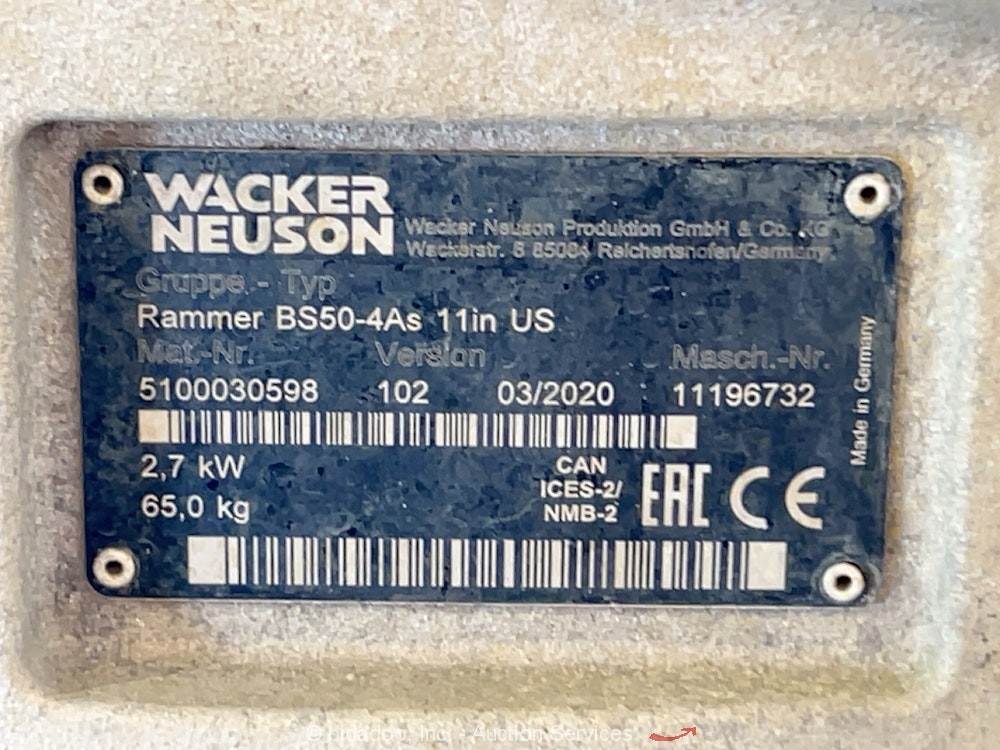 WACKER
NEUSON
Wacker Neuson Produktion GmbH & Co. KG
Wackerstr. 6 85084 Reichertshofen/Germany
Gruppe - Typ
Rammer BS50-4As 11in US
Mat.-Nr. Version Masch.-Nr.
5100030598 102 03/2020 11196732
Made in Germany
2,7 kW
65,0 kg
CAN
ICES-2/
NMB-2
EAC CE
Auction Services